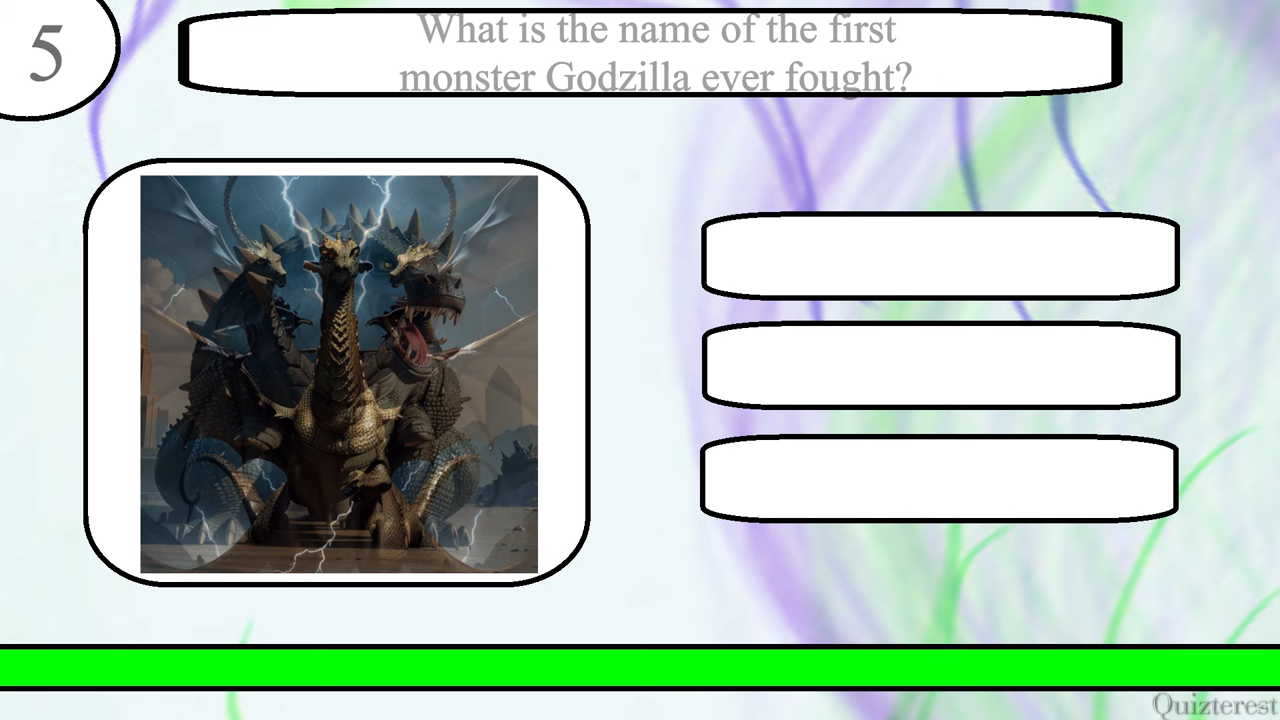 5
What is the name of the first
monster Godzilla ever fought?
Quizterest